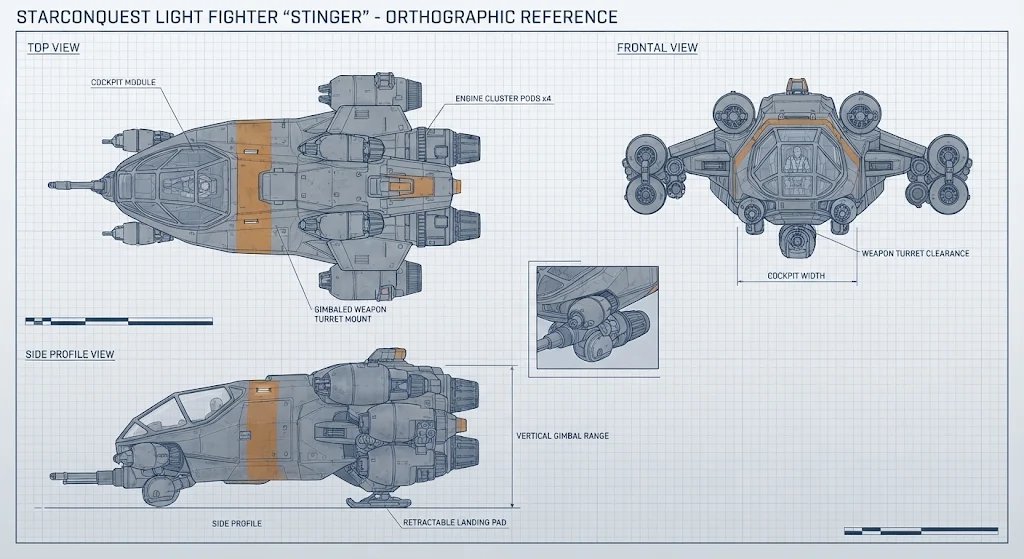 STARCONQUEST LIGHT FIGHTER “STINGER” - ORTHOGRAPHIC REFERENCE
TOP VIEW
COCKPIT MODULE
ENGINE CLUSTER PODS x4
GIMBALED WEAPON
TURRET MOUNT
FRONTAL VIEW
WEAPON TURRET CLEARANCE
COCKPIT WIDTH
SIDE PROFILE VIEW
VERTICAL GIMBAL RANGE
SIDE PROFILE
RETRACTABLE LANDING PAD